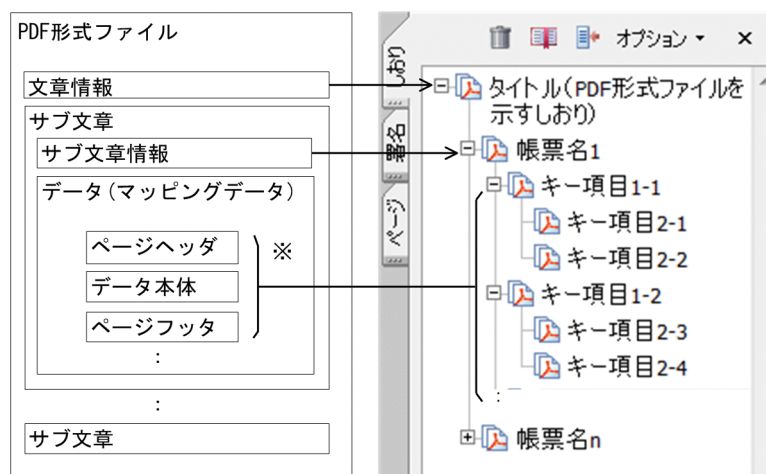 PDF形式ファイル
文章情報
サブ文章
サブ文章情報
データ(マッピングデータ)
ページヘッダ
データ本体
ページフッタ
※
:
:
サブ文章
しおり
署名
ページ
オプション
×
タイトル(PDF形式ファイルを
示すしおり)
帳票名1
キー項目1-1
キー項目2-1
キー項目2-2
キー項目1-2
キー項目2-3
キー項目2-4
:
帳票名n